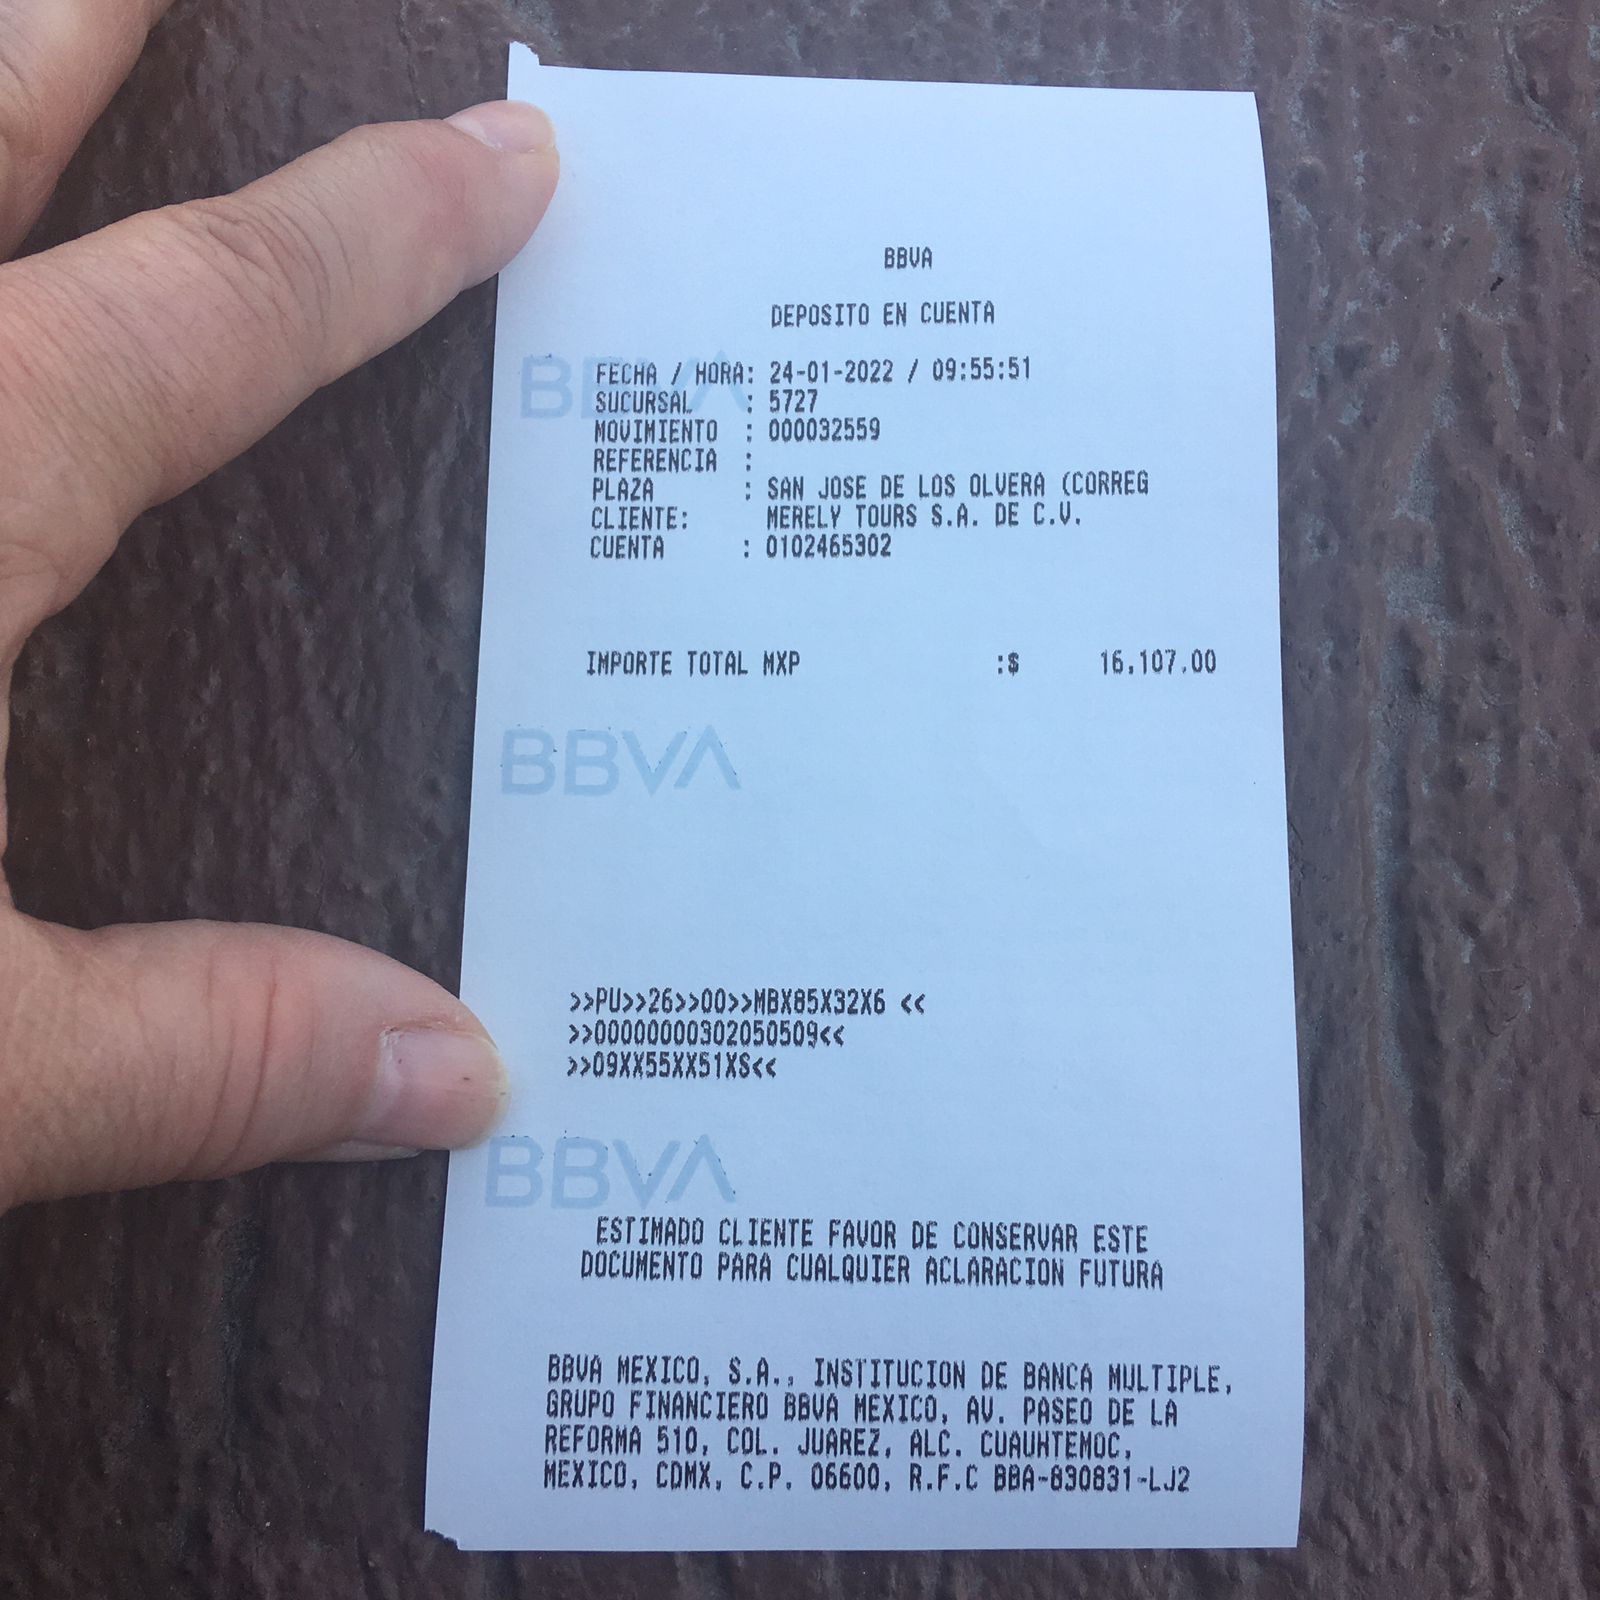 BBVA
DEPOSITO EN CUENTA
BBVA
FECHA / HORA: 24-01-2022 / 09:55:51
SUCURSAL : 5727
MOVIMIENTO : 000032559
REFERENCIA :
PLAZA : SAN JOSE DE LOS OLVERA (CORREG
CLIENTE: MERELY TOURS S.A. DE C.V.
CUENTA : 0102465302
IMPORTE TOTAL MXP :$ 16,107.00
BBVA
>>PU>>26>>00>>MBX85X32X6 <<
>>00000000302050509<<
>>09XX55XX51XS<<
BBVA
ESTIMADO CLIENTE FAVOR DE CONSERVAR ESTE
DOCUMENTO PARA CUALQUIER ACLARACION FUTURA
BBVA MEXICO, S.A., INSTITUCION DE BANCA MULTIPLE,
GRUPO FINANCIERO BBVA MEXICO, AV. PASEO DE LA
REFORMA 510, COL. JUAREZ, ALC. CUAUHTEMOC,
MEXICO, CDMX, C.P. 06600, R.F.C BBA-830831-LJ2